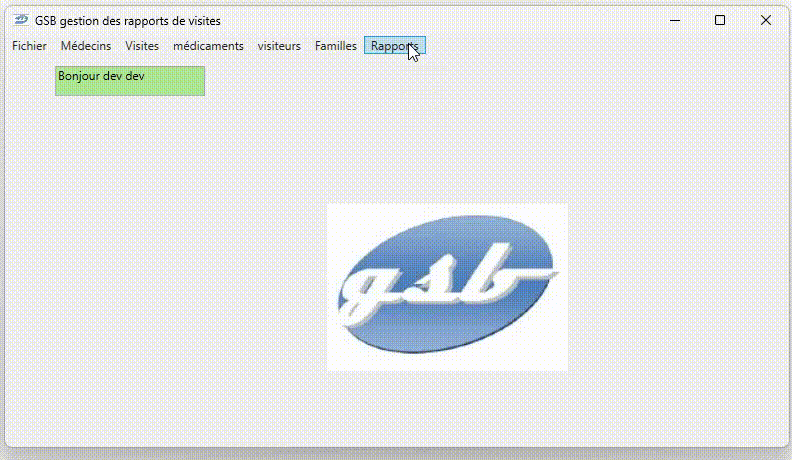 GSB gestion des rapports de visites
Fichier Médecins Visites médicaments visiteurs Familles Rapports
Bonjour dev dev
gsb